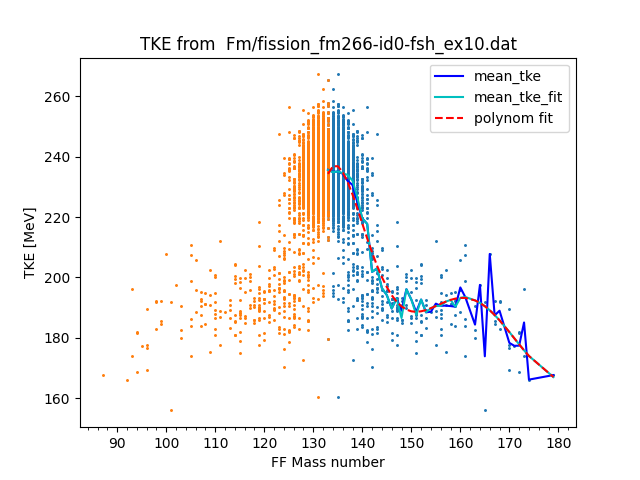 TKE from  Fm/fission_fm266-id0-fsh_ex10.dat
mean_tke
mean_tke_fit
polynom fit
TKE [MeV]
260
240
220
200
180
160
90 100 110 120 130 140 150 160 170 180
FF Mass number